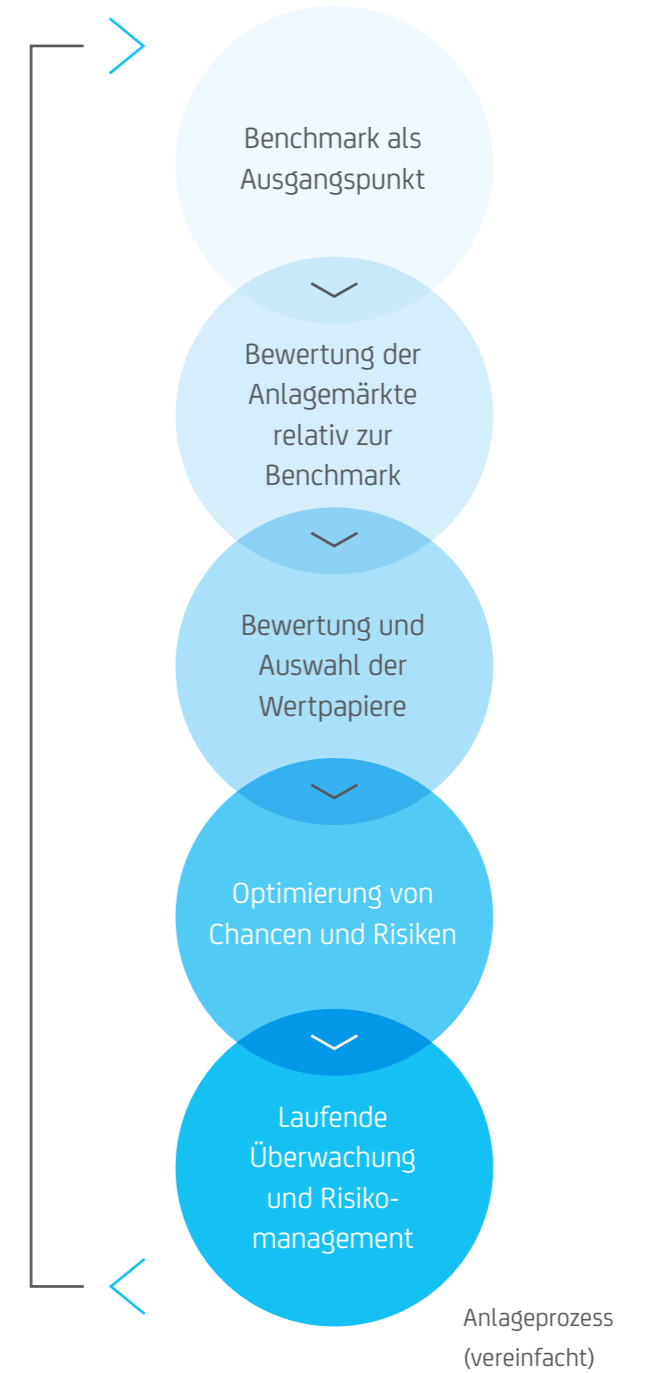 Benchmark als
Ausgangspunkt
Bewertung der
Anlagemärkte
relativ zur
Benchmark
Bewertung und
Auswahl der
Wertpapiere
Optimierung von
Chancen und Risiken
Laufende
Überwachung
und Risiko-
management
Anlageprozess
(vereinfacht)